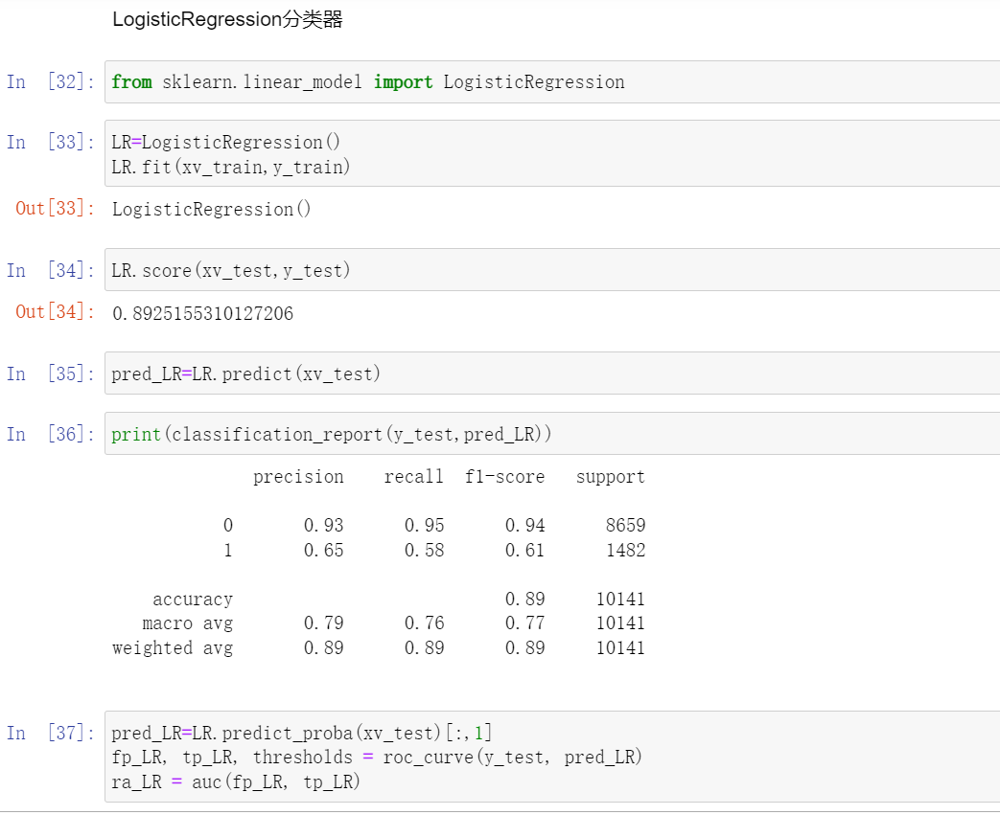 LogisticRegression分类器
In [32]: from sklearn.linear_model import LogisticRegression
In [33]: LR=LogisticRegression()
LR.fit(xv_train,y_train)
Out[33]: LogisticRegression()
In [34]: LR.score(xv_test,y_test)
Out[34]: 0.8925155310127206
In [35]: pred_LR=LR.predict(xv_test)
In [36]: print(classification_report(y_test,pred_LR))
precision recall f1-score support
0 0.93 0.95 0.94 8659
1 0.65 0.58 0.61 1482
accuracy 0.89 10141
macro avg 0.79 0.76 0.77 10141
weighted avg 0.89 0.89 0.89 10141
In [37]: pred_LR=LR.predict_proba(xv_test)[:,1]
fp_LR, tp_LR, thresholds = roc_curve(y_test, pred_LR)
ra_LR = auc(fp_LR, tp_LR)